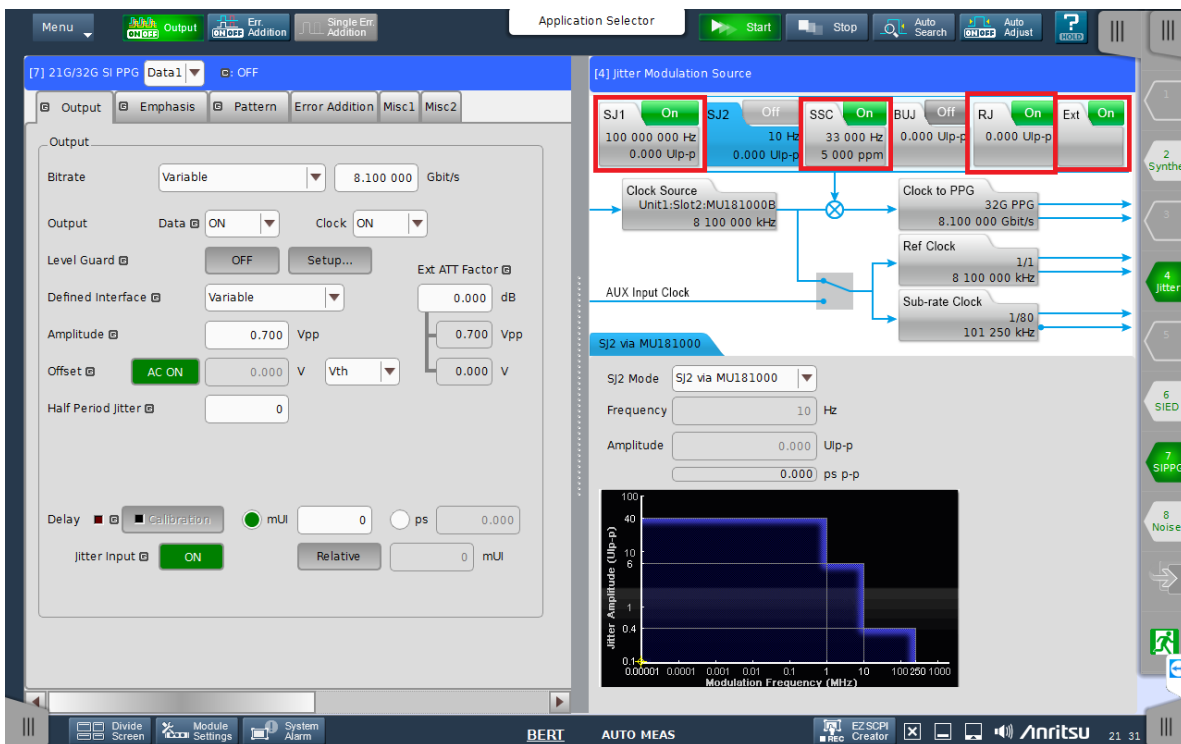 Menu
ON OFF Output
ON OFF Err. Addition
Single Err. Addition
Application Selector
Start
Stop
Auto Search
ON OFF Auto Adjust
?
HOLD
[7] 21G/32G SI PPG Data1 C: OFF
Output
Emphasis
Pattern
Error Addition
Misc1
Misc2
Output
Bitrate Variable 8.100 000 Gbit/s
Output Data ON Clock ON
Level Guard OFF Setup...
Ext ATT Factor
Defined Interface Variable 0.000 dB
Amplitude 0.700 Vpp 0.700 Vpp
Offset AC ON 0.000 V Vth 0.000 V
Half Period Jitter 0
Delay Calibration mUI 0 ps 0.000
Jitter Input ON Relative 0 mUI
[4] Jitter Modulation Source
SJ1 On
100 000 000 Hz
0.000 UIp-p
SJ2 Off
10 Hz
0.000 UIp-p
SSC On
33 000 Hz
5 000 ppm
BUJ Off
0.000 UIp-p
RJ On
0.000 UIp-p
Ext On
Clock Source
Unit1:Slot2:MU181000B
8 100 000 kHz
Clock to PPG
32G PPG
8.100 000 Gbit/s
Ref Clock
1/1
8 100 000 kHz
AUX Input Clock
Sub-rate Clock
1/80
101 250 kHz
SJ2 via MU181000
SJ2 Mode SJ2 via MU181000
Frequency 10 Hz
Amplitude 0.000 UIp-p
0.000 ps p-p
Jitter Amplitude (UIp-p)
100
40
10
6
1
0.4
0.1
0.00001 0.0001 0.001 0.01 0.1 1 10 100 250 1000
Modulation Frequency (MHz)
1
2
Synthe
3
4
Jitter
5
6
SIED
7
SIPPG
8
Noise
Divide Screen
Module Settings
System Alarm
BERT
AUTO MEAS
REC
EZSCPI Creator
Anritsu
21 31